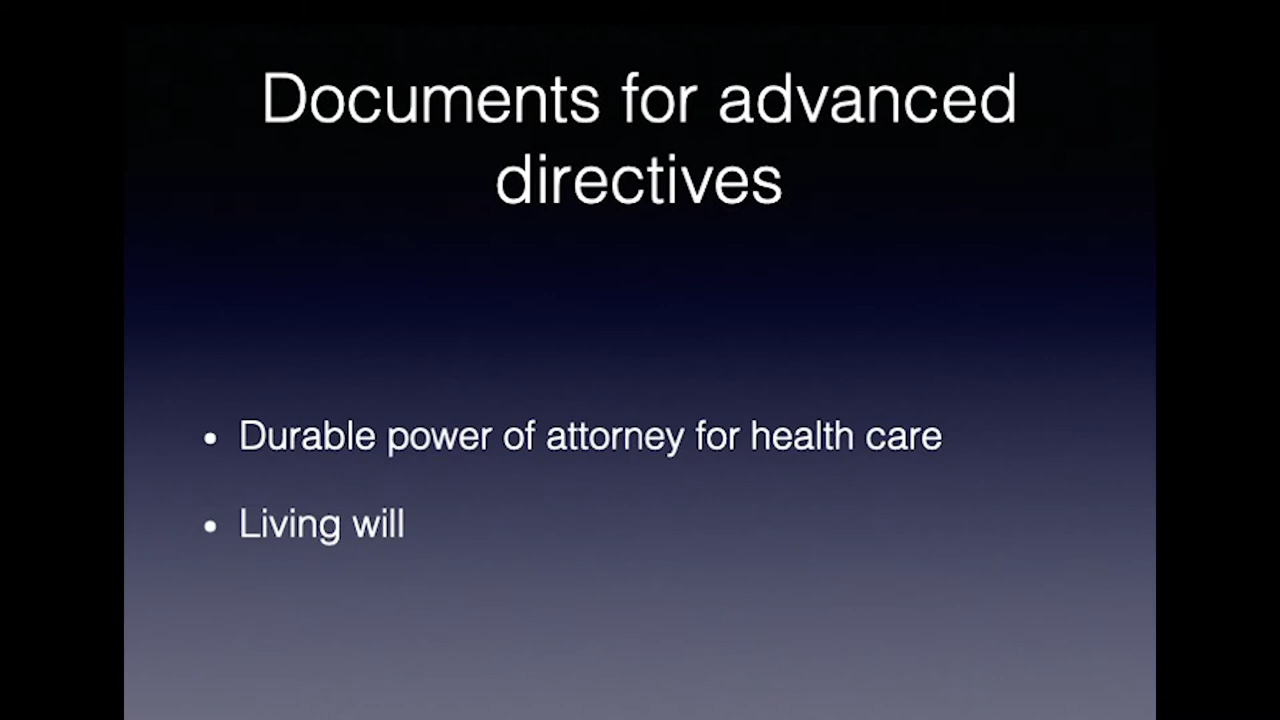 Documents for advanced
directives
• Durable power of attorney for health care
• Living will